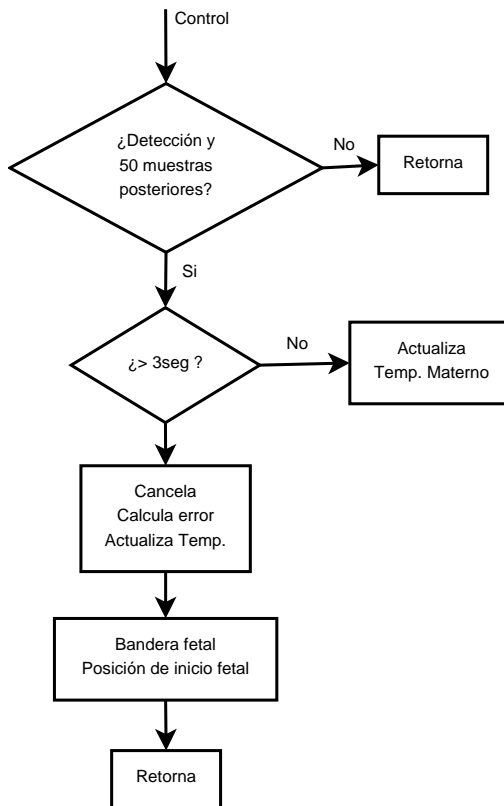 Control
¿Detección y
50 muestras
posteriores?
No
Retorna
Si
¿> 3seg ?
No
Actualiza
Temp. Materno
Cancela
Calcula error
Actualiza Temp.
Bandera fetal
Posición de inicio fetal
Retorna